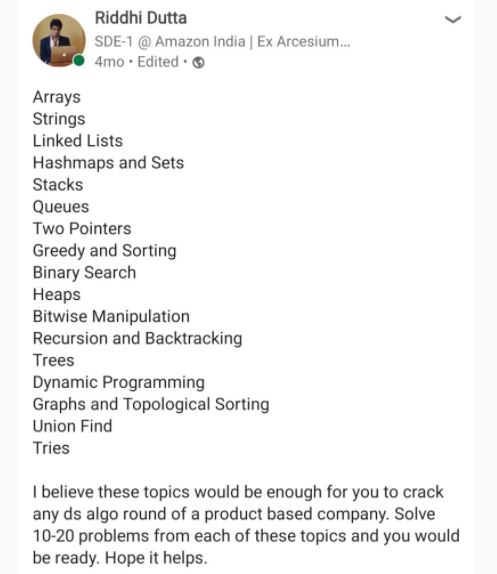 Riddhi Dutta
SDE-1 @ Amazon India | Ex Arcesium...
4mo • Edited •
Arrays
Strings
Linked Lists
Hashmaps and Sets
Stacks
Queues
Two Pointers
Greedy and Sorting
Binary Search
Heaps
Bitwise Manipulation
Recursion and Backtracking
Trees
Dynamic Programming
Graphs and Topological Sorting
Union Find
Tries
I believe these topics would be enough for you to crack
any ds algo round of a product based company. Solve
10-20 problems from each of these topics and you would
be ready. Hope it helps.